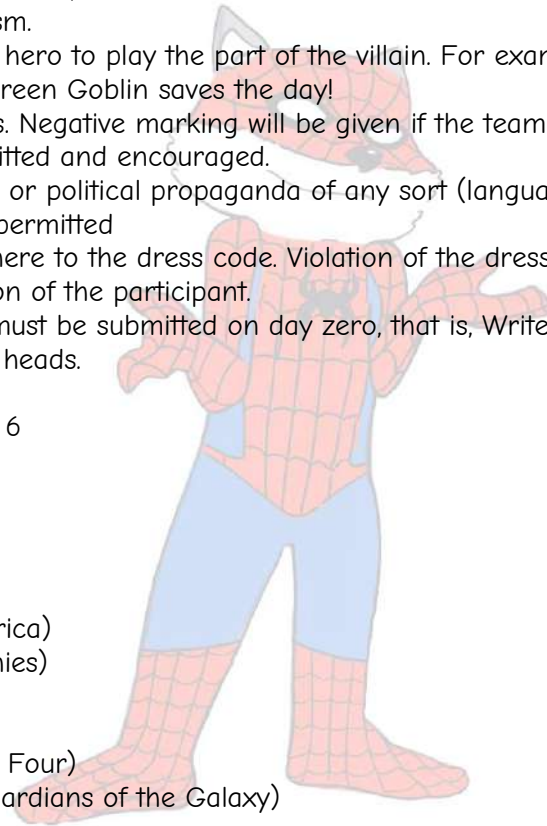 sm.
hero to play the part of the villain. For exar
reen Goblin saves the day!
s. Negative marking will be given if the team
itted and encouraged.
or political propaganda of any sort (langua
permitted
here to the dress code. Violation of the dress
on of the participant.
must be submitted on day zero, that is, Write
heads.
6
rica)
nies)
Four)
ardians of the Galaxy)